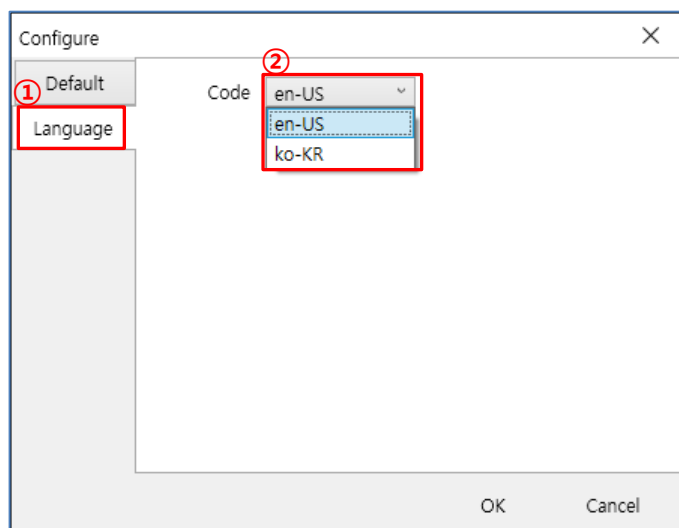 Configure
①
Default
Language
②
Code en-US
en-US
ko-KR
OK Cancel